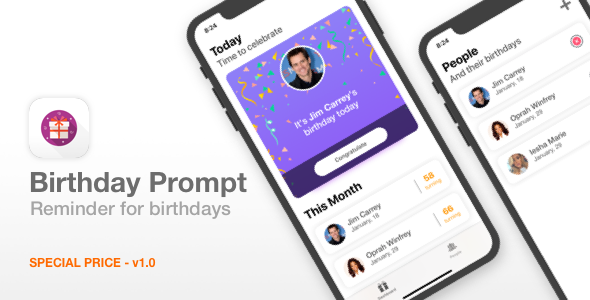 Birthday Prompt
Reminder for birthdays
SPECIAL PRICE - v1.0
8:24
Today
Time to celebrate
It's Jim Carrey's
birthday today
Congratulate
This Month
Jim Carrey
January, 18
58
turning
Oprah Winfrey
January, 29
66
turning
Dashboard
People
8:24
People
And their birthdays
Jim Carrey
January, 18
Oprah Winfrey
January, 29
Iesha Marie
January, 29